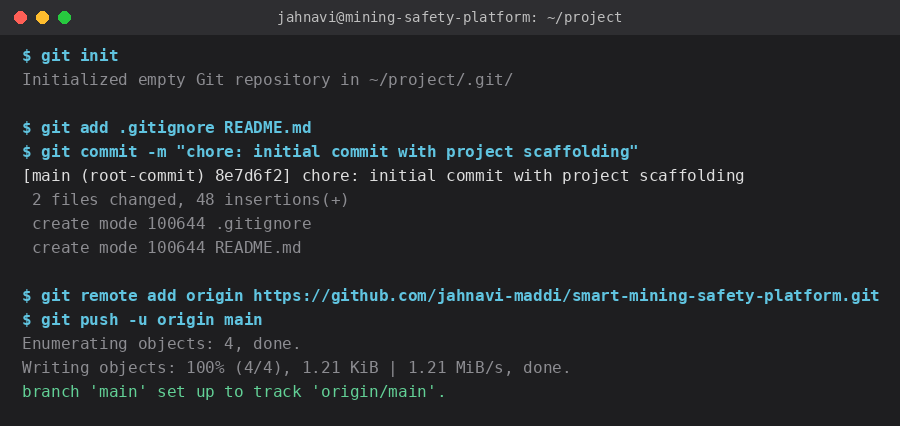 jahnavi@mining-safety-platform: ~/project
$ git init
Initialized empty Git repository in ~/project/.git/
$ git add .gitignore README.md
$ git commit -m "chore: initial commit with project scaffolding"
[main (root-commit) 8e7d6f2] chore: initial commit with project scaffolding
 2 files changed, 48 insertions(+)
 create mode 100644 .gitignore
 create mode 100644 README.md
$ git remote add origin https://github.com/jahnavi-maddi/smart-mining-safety-platform.git
$ git push -u origin main
Enumerating objects: 4, done.
Writing objects: 100% (4/4), 1.21 KiB | 1.21 MiB/s, done.
branch 'main' set up to track 'origin/main'.